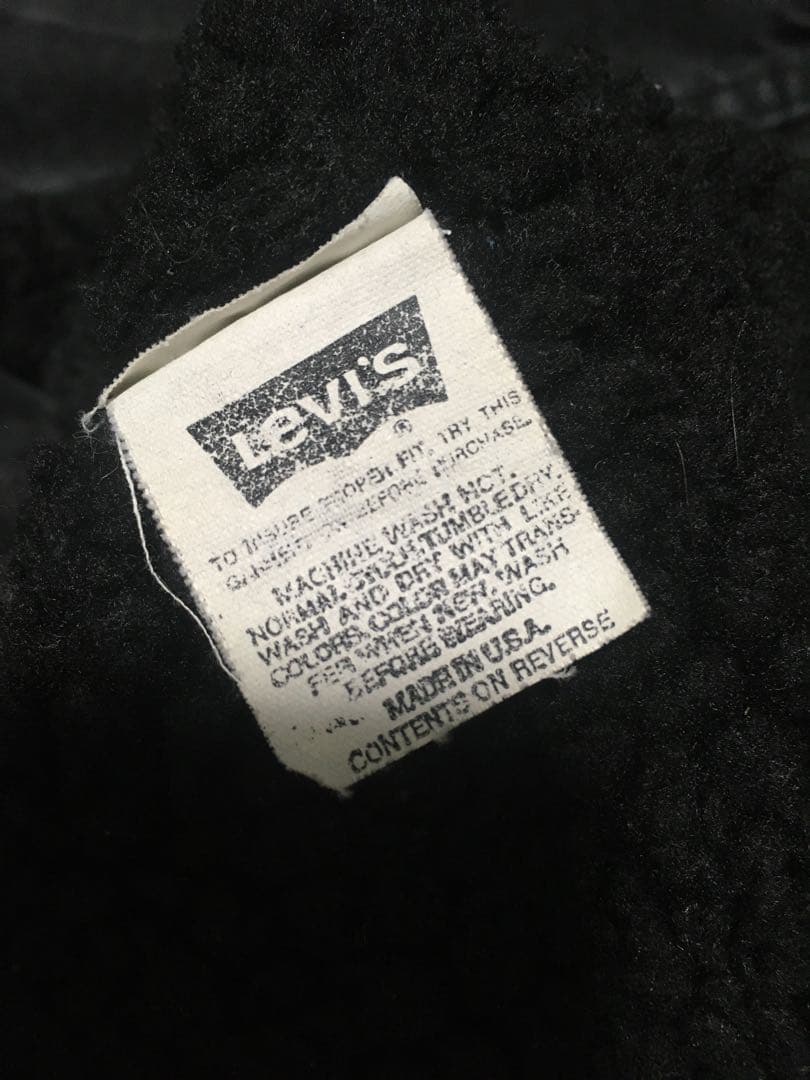 Levi's
®
TO INSURE PROPER FIT, TRY THIS
GARMENT ON BEFORE PURCHASE.
MACHINE WASH HOT.
NORMAL CYCLE. TUMBLE DRY.
WASH AND DRY WITH LIKE
COLORS. COLOR MAY TRANS-
FER WHEN NEW. WASH
BEFORE WEARING.
MADE IN U.S.A.
CONTENTS ON REVERSE